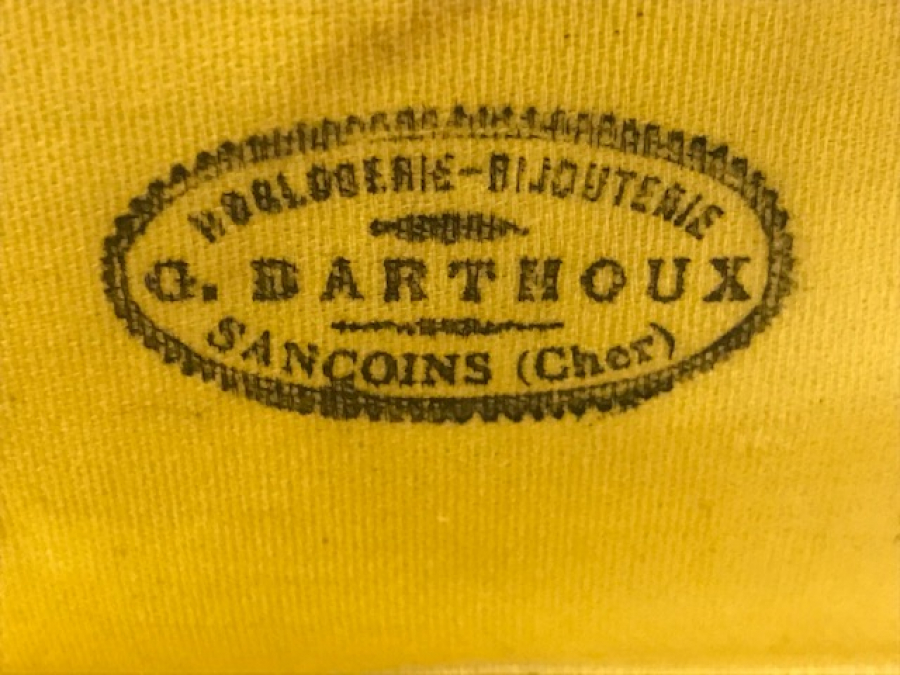 HORLOGERIE-BIJOUTERIE
G. BARTHOUX
SANCOINS (Cher)